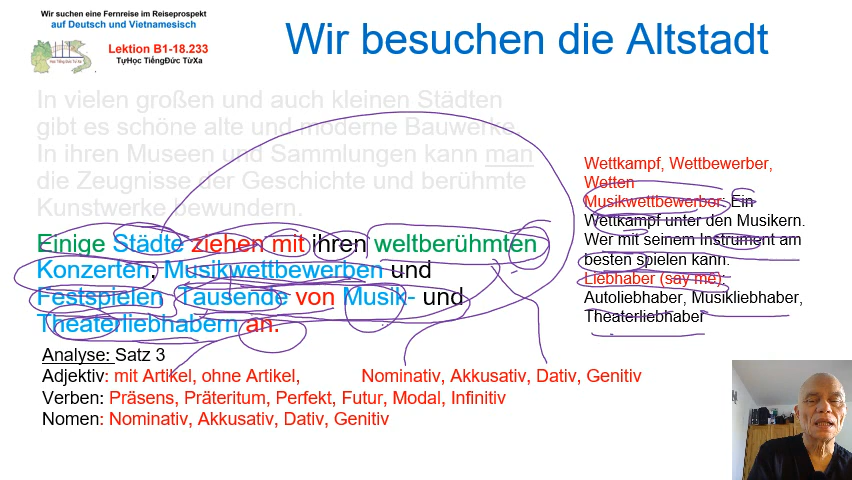 Wir suchen eine Fernreise im Reiseprospekt
auf Deutsch und Vietnamesisch
Lektion B1-18.233
TựHọc TiếngĐức TừXa
Wir besuchen die Altstadt
In vielen großen und auch kleinen Städten
gibt es schöne alte und moderne Bauwerke.
In ihren Museen und Sammlungen kann man
die Zeugnisse der Geschichte und berühmte
Kunstwerke bewundern.
Einige Städte ziehen mit ihren weltberühmten
Konzerten, Musikwettbewerben und
Festspielen Tausende von Musik- und
Theaterliebhabern an.
Wettkampf, Wettbewerber,
Wetten
Musikwettbewerber: Ein
Wettkampf unter den Musikern.
Wer mit seinem Instrument am
besten spielen kann.
Liebhaber (say mê):
Autoliebhaber, Musikliebhaber,
Theaterliebhaber
Analyse: Satz 3
Adjektiv: mit Artikel, ohne Artikel, Nominativ, Akkusativ, Dativ, Genitiv
Verben: Präsens, Präteritum, Perfekt, Futur, Modal, Infinitiv
Nomen: Nominativ, Akkusativ, Dativ, Genitiv